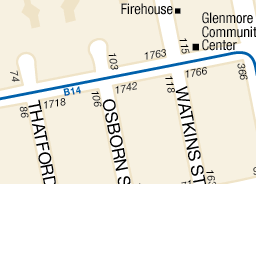 Firehouse
Glenmore
Communit
Center
115
1763
103
74
366
1766
118
1742
B14
1718
86
106
THATFORD
OSBORN S
WATKINS ST